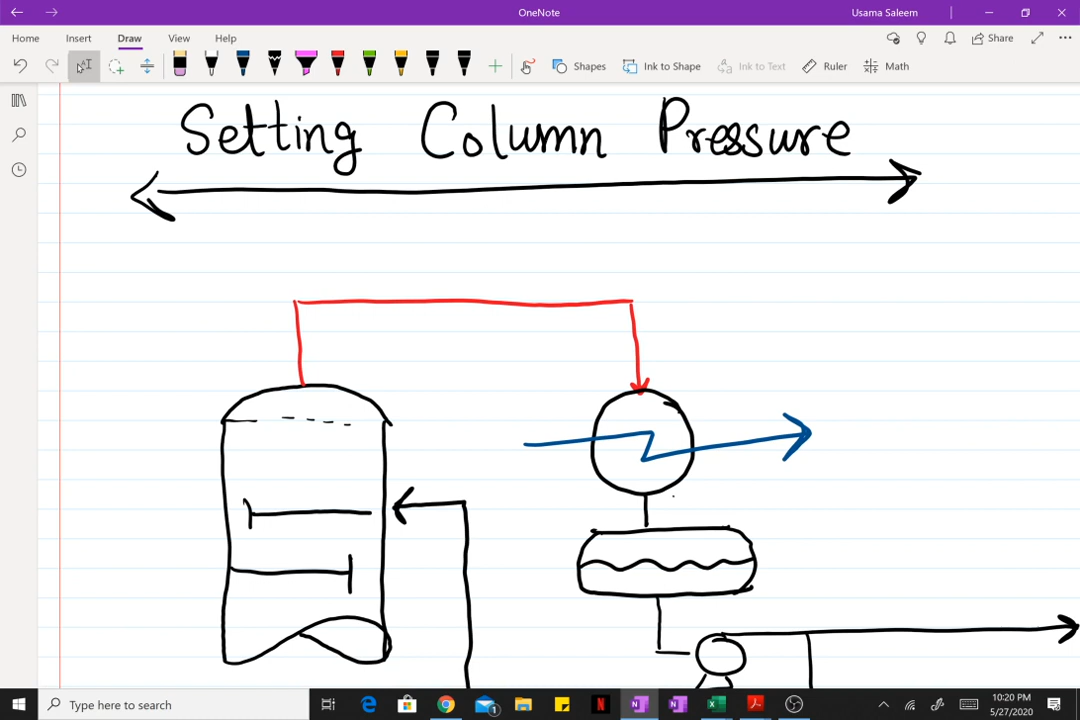 OneNote
Usama Saleem
Home Insert Draw View Help
Share
Shapes Ink to Shape Ink to Text Ruler Math
Setting Column Pressure
Type here to search
10:20 PM
5/27/2020